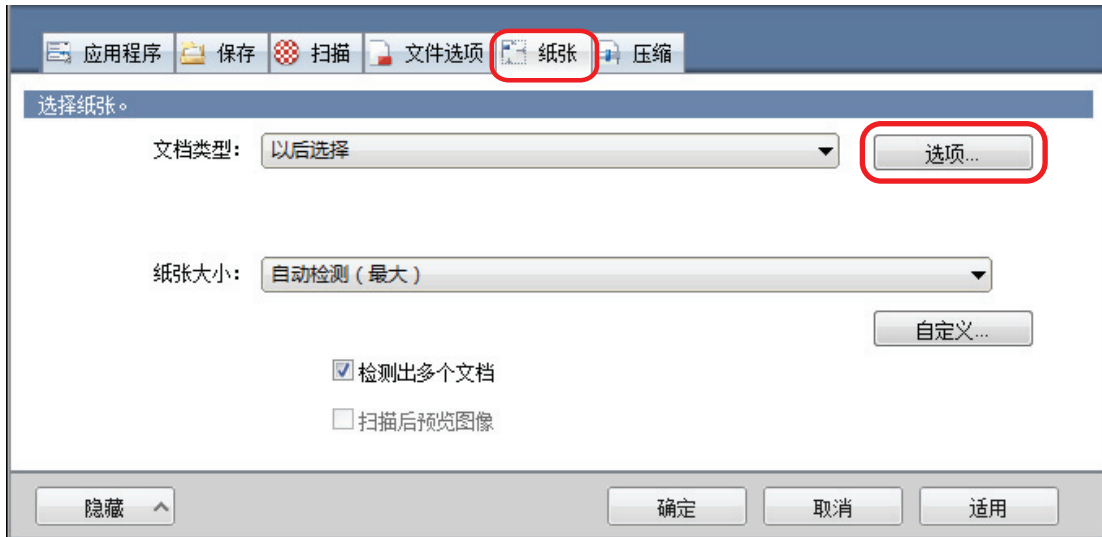 应用程序 保存 扫描 文件选项 纸张 压缩
选择纸张。
文档类型： 以后选择 选项...
纸张大小： 自动检测（最大）
自定义...
检测出多个文档
扫描后预览图像
隐藏 确定 取消 适用